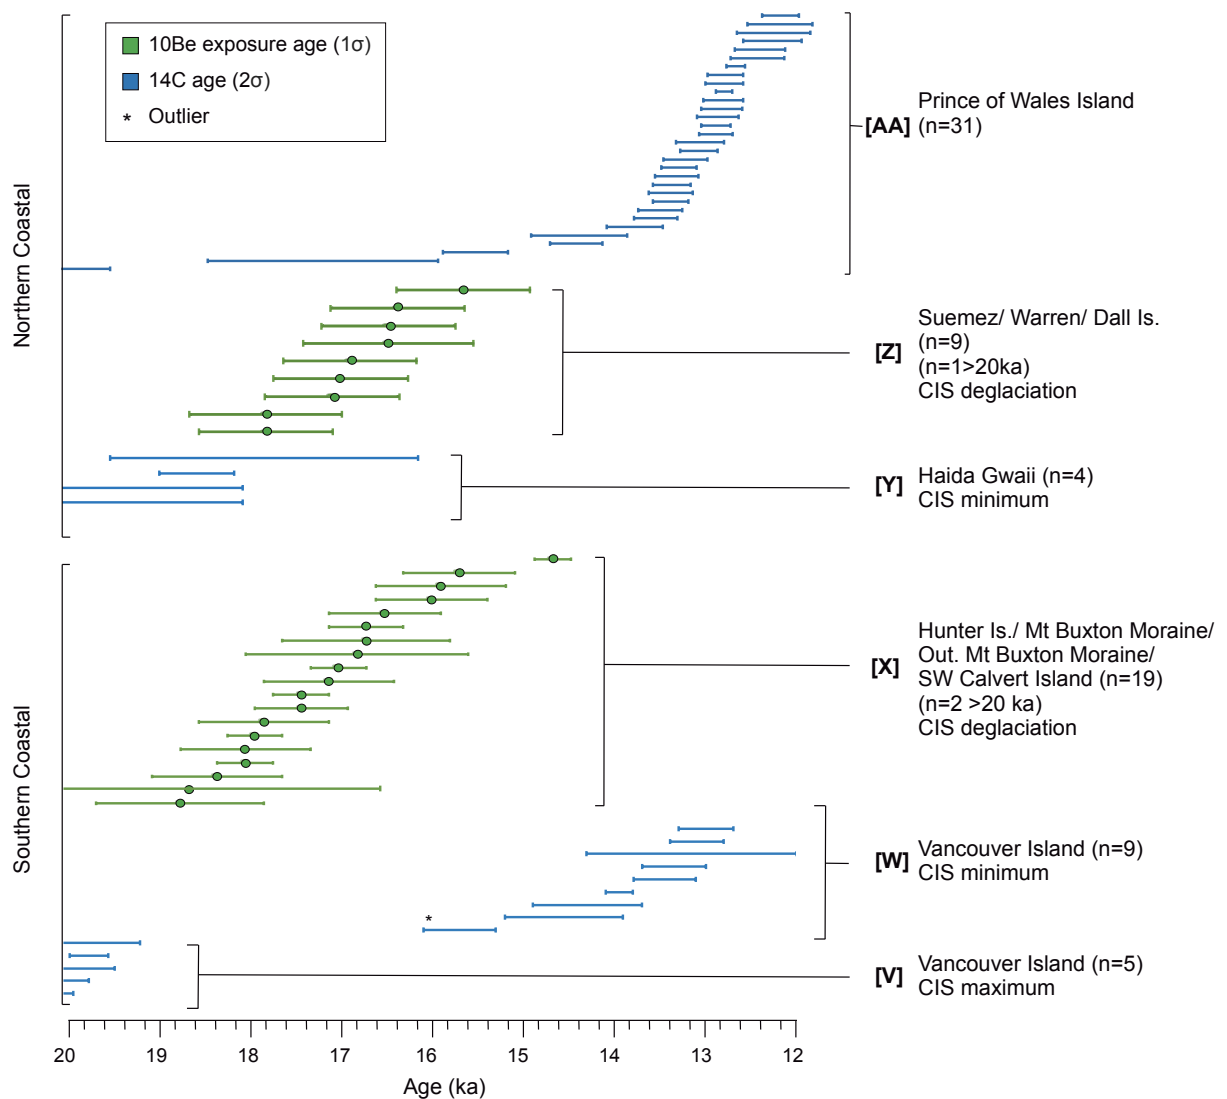 10Be exposure age (1σ)
14C age (2σ)
* Outlier
Northern Coastal
[AA]
Prince of Wales Island
(n=31)
[Z]
Suemez/ Warren/ Dall Is.
(n=9)
(n=1>20ka)
CIS deglaciation
[Y]
Haida Gwaii (n=4)
CIS minimum
Southern Coastal
[X]
Hunter Is./ Mt Buxton Moraine/
Out. Mt Buxton Moraine/
SW Calvert Island (n=19)
(n=2 >20 ka)
CIS deglaciation
[W]
Vancouver Island (n=9)
CIS minimum
*
[V]
Vancouver Island (n=5)
CIS maximum
20 19 18 17 16 15 14 13 12
Age (ka)